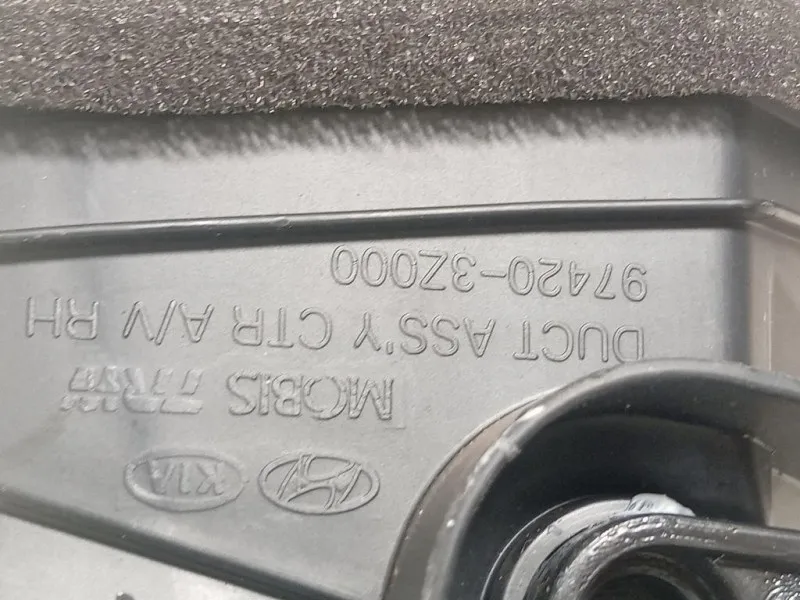 KIA
MOBIS
DUCT ASS'Y CTR A/V RH
97420-3Z000